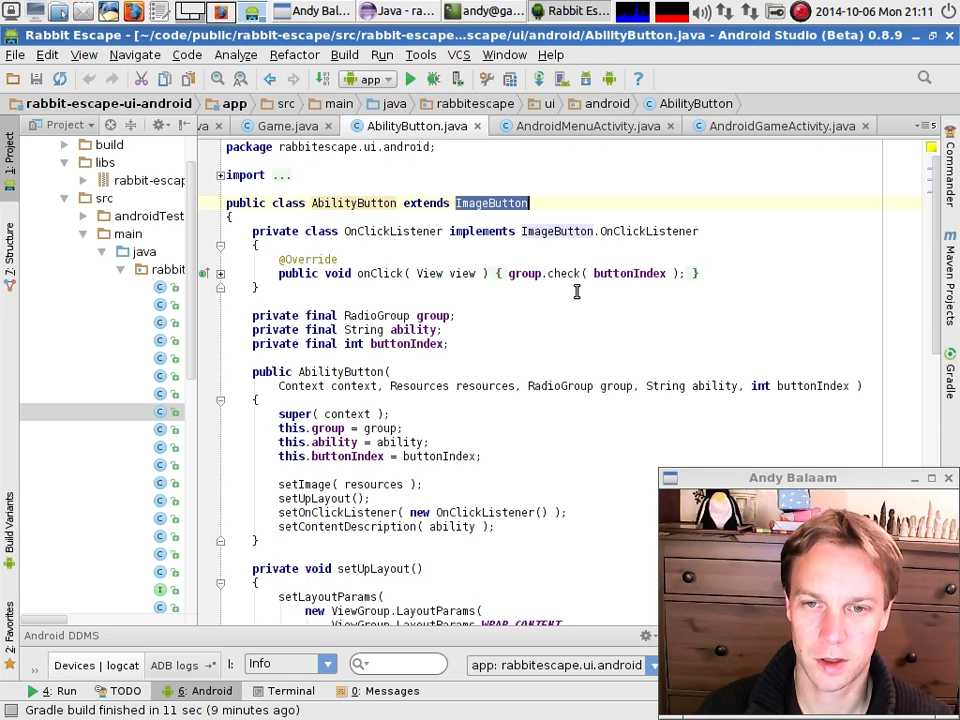 Andy Bal...
Java - ra...
andy@ga...
Rabbit Es...
2014-10-06 Mon 21:11
Rabbit Escape - [~/code/public/rabbit-escape/src/rabbit-escape...scape/ui/android/AbilityButton.java - Android Studio (Beta) 0.8.9
File Edit View Navigate Code Analyze Refactor Build Run Tools VCS Window Help
app
rabbit-escape-ui-android app src main java rabbitescape ui android AbilityButton
Project
va Game.java AbilityButton.java AndroidMenuActivity.java AndroidGameActivity.java
5
1: Project
7: Structure
Build Variants
2: Favorites
Commander
Maven Projects
Gradle
build
libs
rabbit-escap
src
androidTest
main
java
rabbit
package rabbitescape.ui.android;
import ...
public class AbilityButton extends ImageButton
{
private class OnClickListener implements ImageButton.OnClickListener
{
@Override
public void onClick( View view ) { group.check( buttonIndex ); }
}
private final RadioGroup group;
private final String ability;
private final int buttonIndex;
public AbilityButton(
Context context, Resources resources, RadioGroup group, String ability, int buttonIndex )
{
super( context );
this.group = group;
this.ability = ability;
this.buttonIndex = buttonIndex;
setImage( resources );
setUpLayout();
setOnClickListener( new OnClickListener() );
setContentDescription( ability );
}
private void setUpLayout()
{
setLayoutParams(
new ViewGroup.LayoutParams(
ViewGroup.LayoutParams.WRAP_CONTENT
Andy Balaam
Android DDMS
Devices | logcat ADB logs l: Info app: rabbitescape.ui.android
4: Run TODO 6: Android Terminal 0: Messages
Gradle build finished in 11 sec (9 minutes ago)